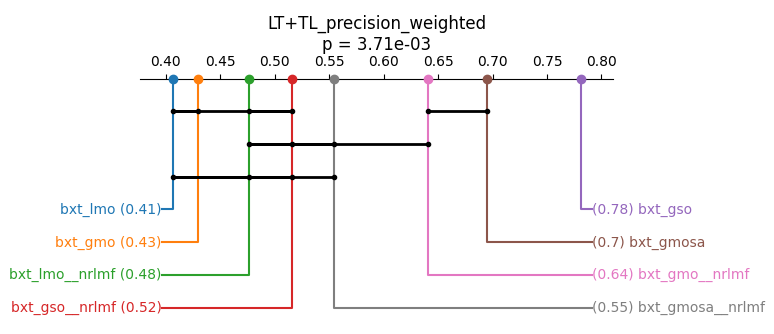 LT+TL_precision_weighted
p = 3.71e-03
0.40 0.45 0.50 0.55 0.60 0.65 0.70 0.75 0.80
bxt_lmo (0.41) (0.78) bxt_gso
bxt_gmo (0.43) (0.7) bxt_gmosa
bxt_lmo__nrlmf (0.48) (0.64) bxt_gmo__nrlmf
bxt_gso__nrlmf (0.52) (0.55) bxt_gmosa__nrlmf